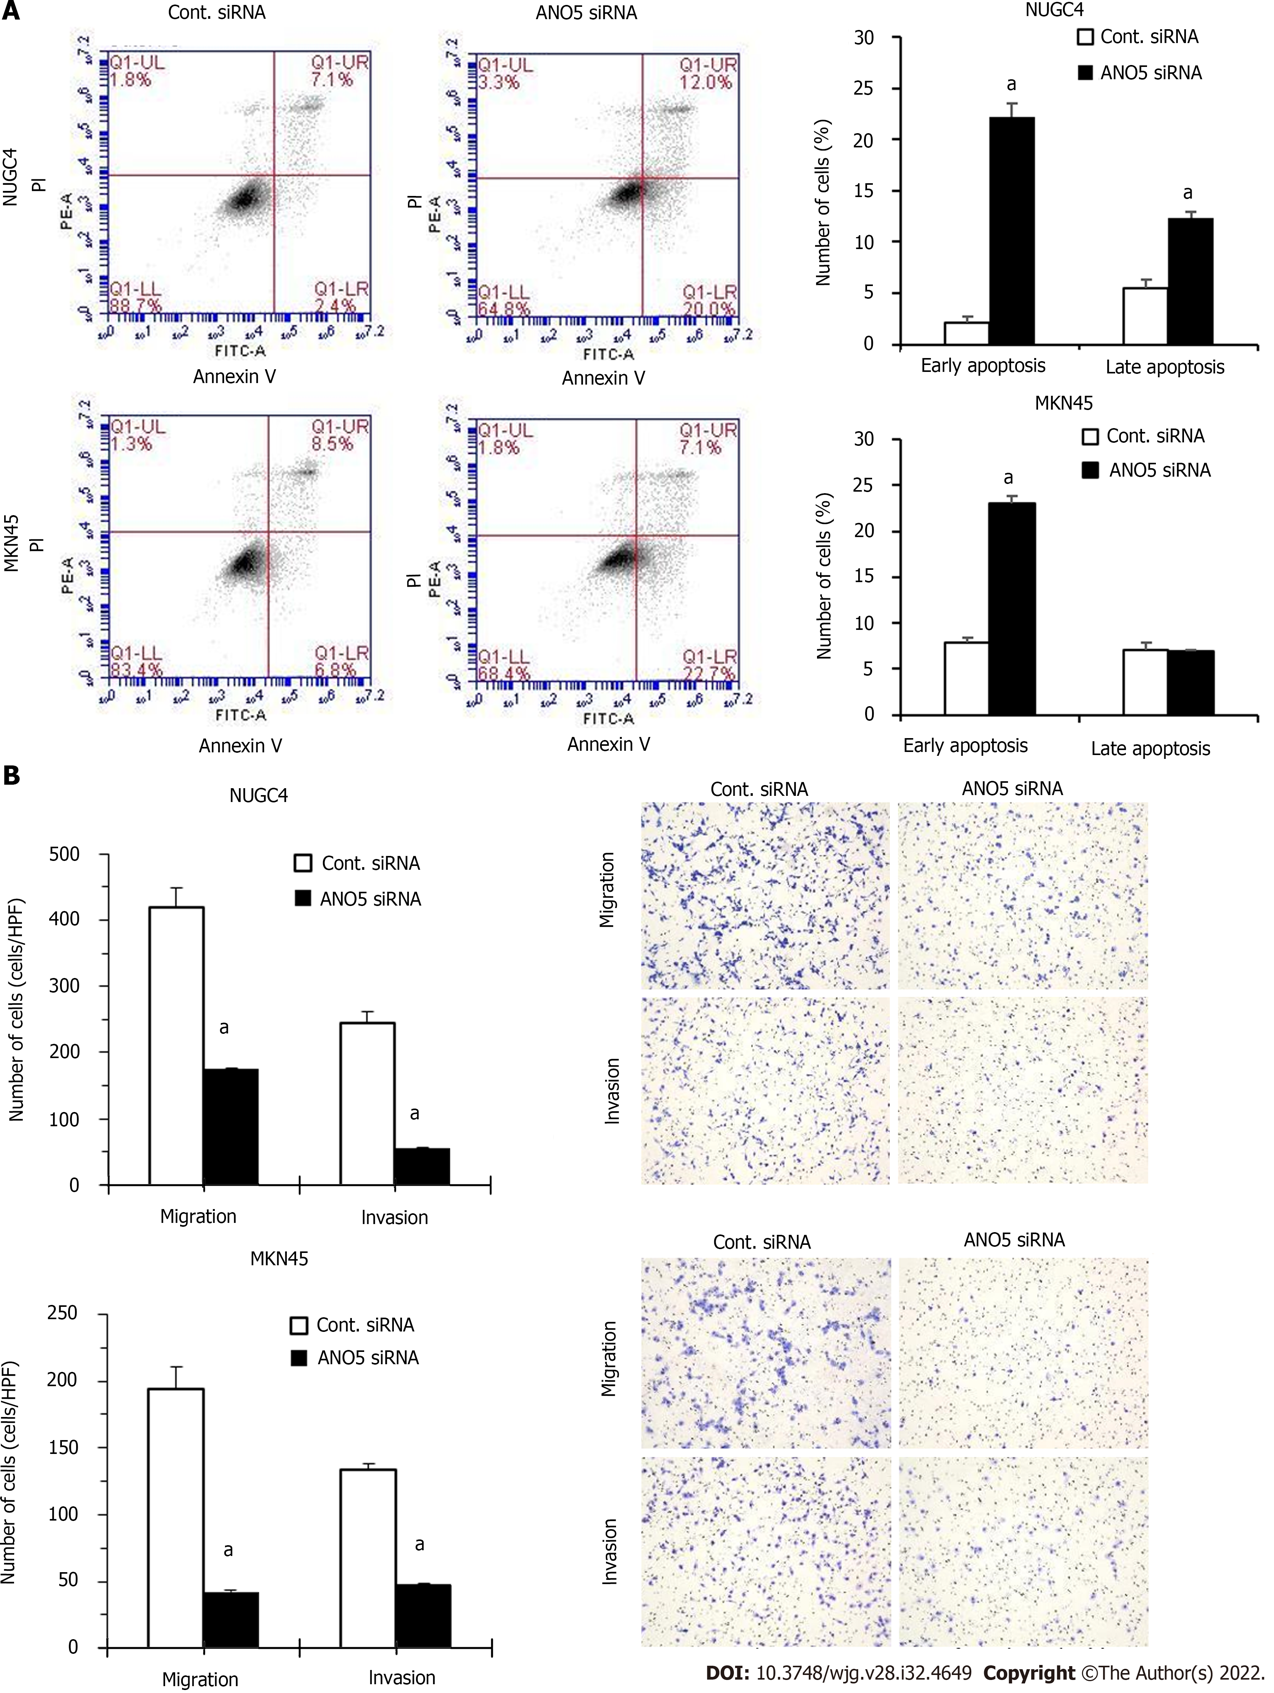 A
Cont. siRNA
ANO5 siRNA
NUGC4
PI
PE-A
Q1-UL
1.8%
Q1-UR
7.1%
Q1-LL
88.7%
Q1-LR
2.4%
FITC-A
Annexin V
PI
PE-A
Q1-UL
3.3%
Q1-UR
12.0%
Q1-LL
64.8%
Q1-LR
20.0%
FITC-A
Annexin V
NUGC4
Cont. siRNA
ANO5 siRNA
Number of cells (%)
30
25
20
15
10
5
0
a
a
Early apoptosis
Late apoptosis
MKN45
PI
PE-A
Q1-UL
1.3%
Q1-UR
8.5%
Q1-LL
83.4%
Q1-LR
6.8%
FITC-A
Annexin V
PI
PE-A
Q1-UL
1.8%
Q1-UR
7.1%
Q1-LL
68.4%
Q1-LR
22.7%
FITC-A
Annexin V
MKN45
Cont. siRNA
ANO5 siRNA
Number of cells (%)
30
25
20
15
10
5
0
a
Early apoptosis
Late apoptosis
B
NUGC4
Cont. siRNA
ANO5 siRNA
Number of cells (cells/HPF)
500
400
300
200
100
0
a
a
Migration
Invasion
Cont. siRNA
ANO5 siRNA
Migration
Invasion
MKN45
Cont. siRNA
ANO5 siRNA
Number of cells (cells/HPF)
250
200
150
100
50
0
a
a
Migration
Invasion
Cont. siRNA
ANO5 siRNA
Migration
Invasion
DOI: 10.3748/wjg.v28.i32.4649 Copyright ©The Author(s) 2022.